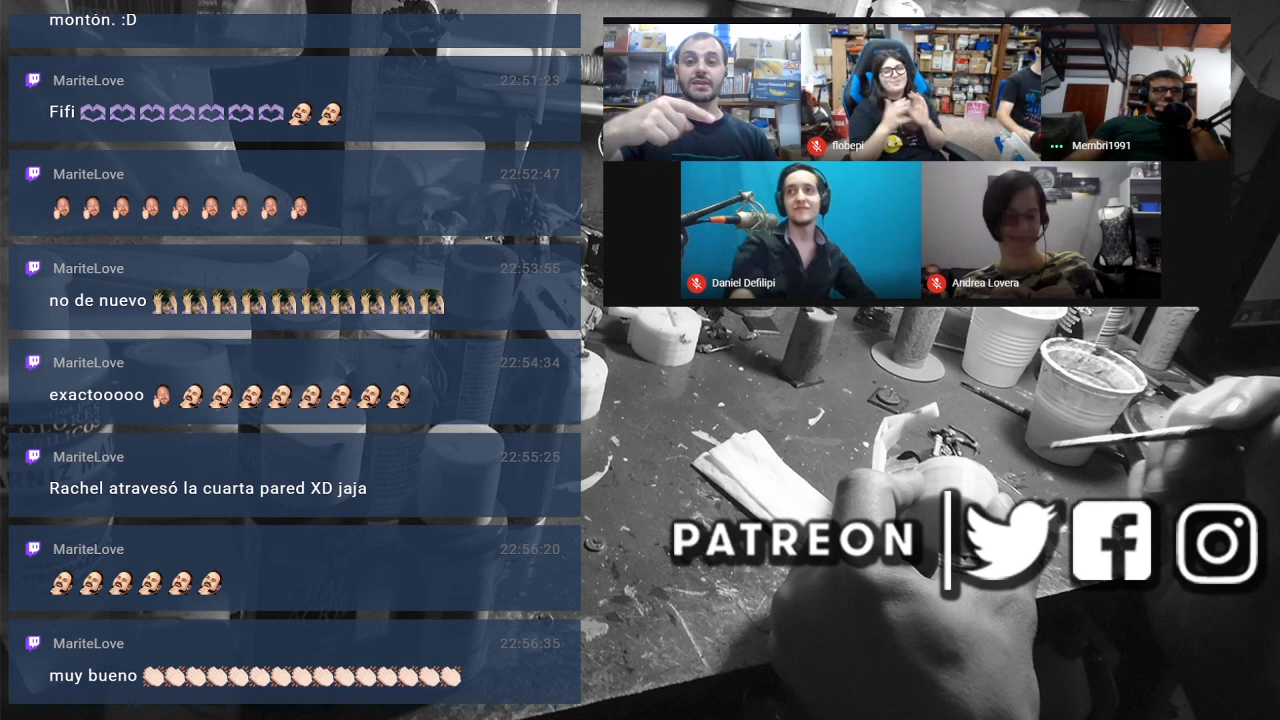 montón. :D
MariteLove 22:51:23
Fifi
MariteLove 22:52:47
MariteLove 22:53:55
no de nuevo
MariteLove 22:54:34
exactooooo
MariteLove 22:55:25
Rachel atravesó la cuarta pared XD jaja
MariteLove 22:56:20
MariteLove 22:56:35
muy bueno
flobepi
Membri1991
Daniel Defilipi
Andrea Lovera
PATREON